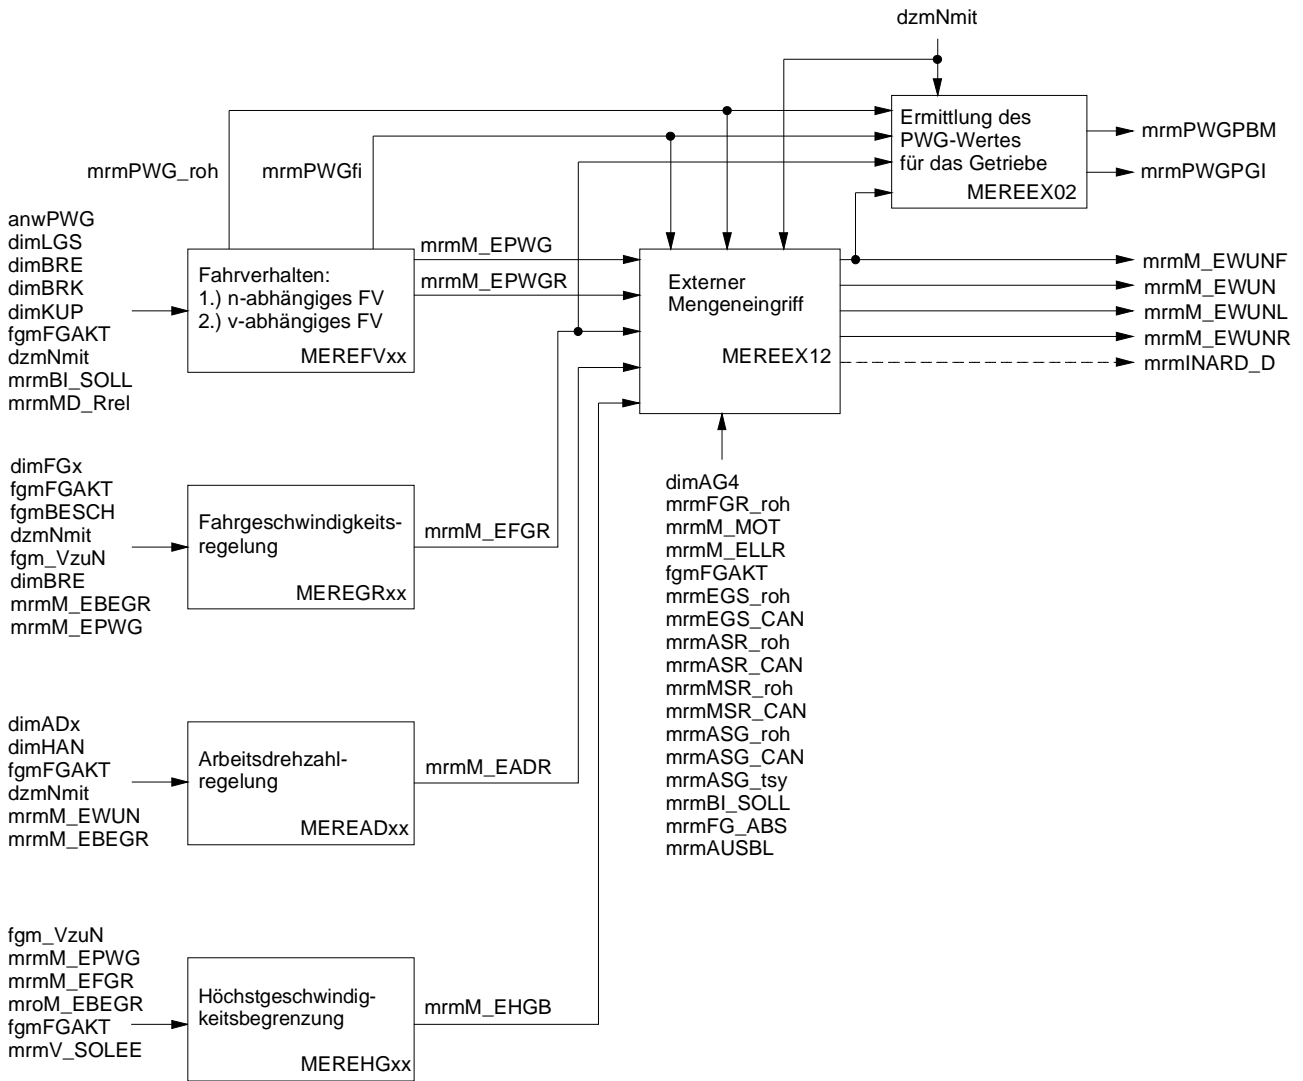 dzmNmit
Ermittlung des
PWG-Wertes
für das Getriebe
MEREEX02
mrmPWGPBM
mrmPWGPGI
mrmPWG_roh
mrmPWGfi
anwPWG
dimLGS
dimBRE
dimBRK
dimKUP
fgmFGAKT
dzmNmit
mrmBI_SOLL
mrmMD_Rrel
Fahrverhalten:
1.) n-abhängiges FV
2.) v-abhängiges FV
MEREFVxx
mrmM_EPWG
mrmM_EPWGR
Externer
Mengeneingriff
MEREEX12
mrmM_EWUNF
mrmM_EWUN
mrmM_EWUNL
mrmM_EWUNR
mrmINARD_D
dimFGx
fgmFGAKT
fgmBESCH
dzmNmit
fgm_VzuN
dimBRE
mrmM_EBEGR
mrmM_EPWG
Fahrgeschwindigkeits-
regelung
MEREGRxx
mrmM_EFGR
dimAG4
mrmFGR_roh
mrmM_MOT
mrmM_ELLR
fgmFGAKT
mrmEGS_roh
mrmEGS_CAN
mrmASR_roh
mrmASR_CAN
mrmMSR_roh
mrmMSR_CAN
mrmASG_roh
mrmASG_CAN
mrmASG_tsy
mrmBI_SOLL
mrmFG_ABS
mrmAUSBL
dimADx
dimHAN
fgmFGAKT
dzmNmit
mrmM_EWUN
mrmM_EBEGR
Arbeitsdrehzahl-
regelung
MEREADxx
mrmM_EADR
fgm_VzuN
mrmM_EPWG
mrmM_EFGR
mroM_EBEGR
fgmFGAKT
mrmV_SOLEE
Höchstgeschwindig-
keitsbegrenzung
MEREHGxx
mrmM_EHGB